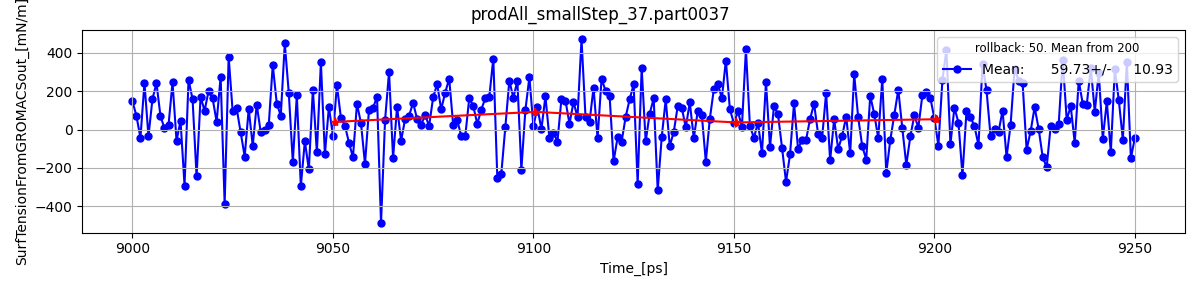 prodAll_smallStep_37.part0037
SurfTensionFromGROMACSout_[mN/m]
400
200
0
−200
−400
rollback: 50. Mean from 200
Mean: 59.73+/- 10.93
9000 9050 9100 9150 9200 9250
Time_[ps]